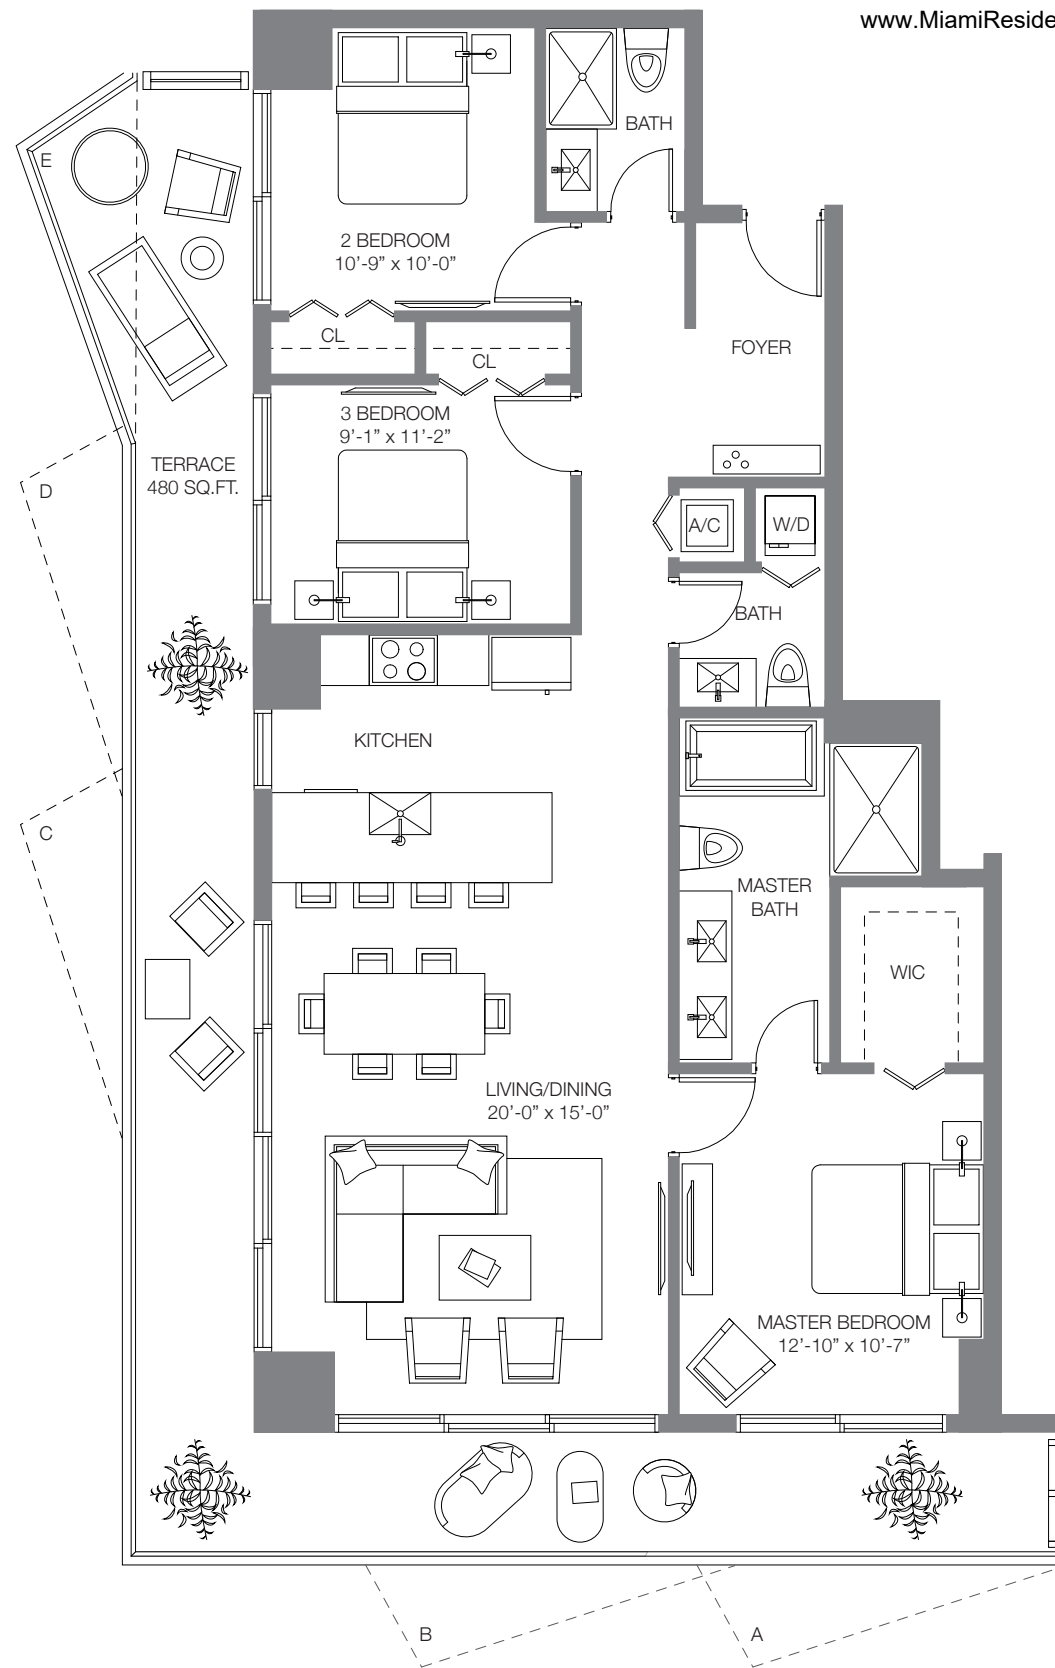 www.MiamiReside
BATH
E
2 BEDROOM
10'-9” x 10'-0”
CL
FOYER
CL
3 BEDROOM
9'-1” x 11'-2”
TERRACE
480 SQ.FT.
D
A/C
W/D
BATH
KITCHEN
C
MASTER
BATH
WIC
LIVING/DINING
20'-0” x 15'-0”
MASTER BEDROOM
12'-10” x 10'-7”
B
A